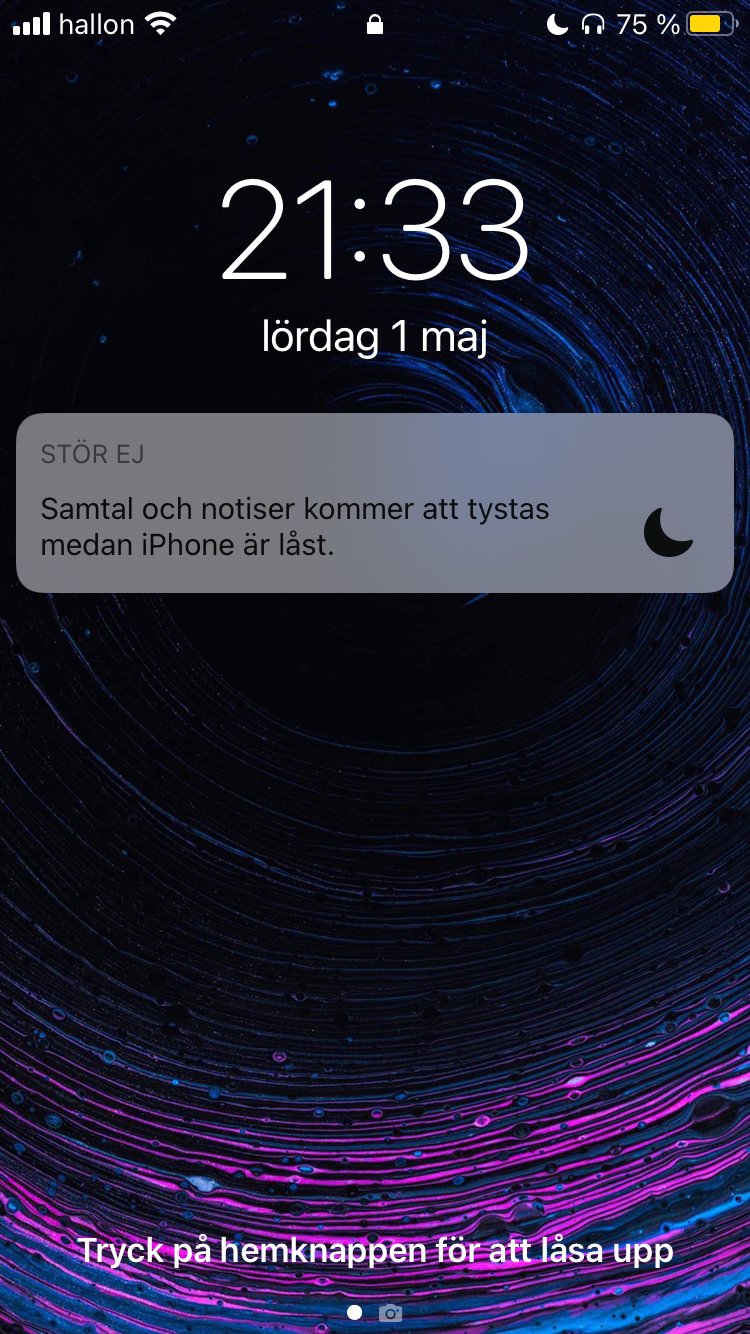 hallon 75 %
21:33
lördag 1 maj
STÖR EJ
Samtal och notiser kommer att tystas
medan iPhone är låst.
Tryck på hemknappen för att låsa upp